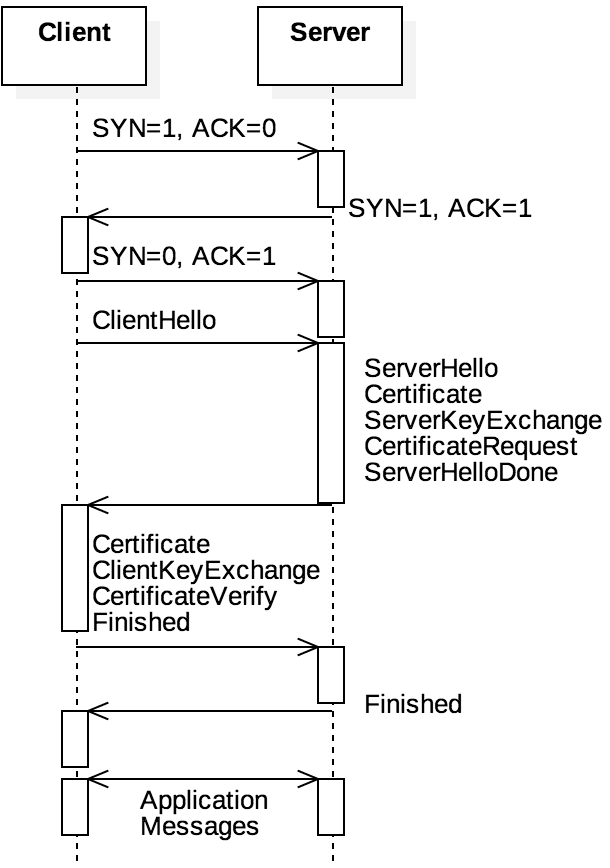 Client
Server
SYN=1, ACK=0
SYN=1, ACK=1
SYN=0, ACK=1
ClientHello
ServerHello
Certificate
ServerKeyExchange
CertificateRequest
ServerHelloDone
Certificate
ClientKeyExchange
CertificateVerify
Finished
Finished
Application
Messages